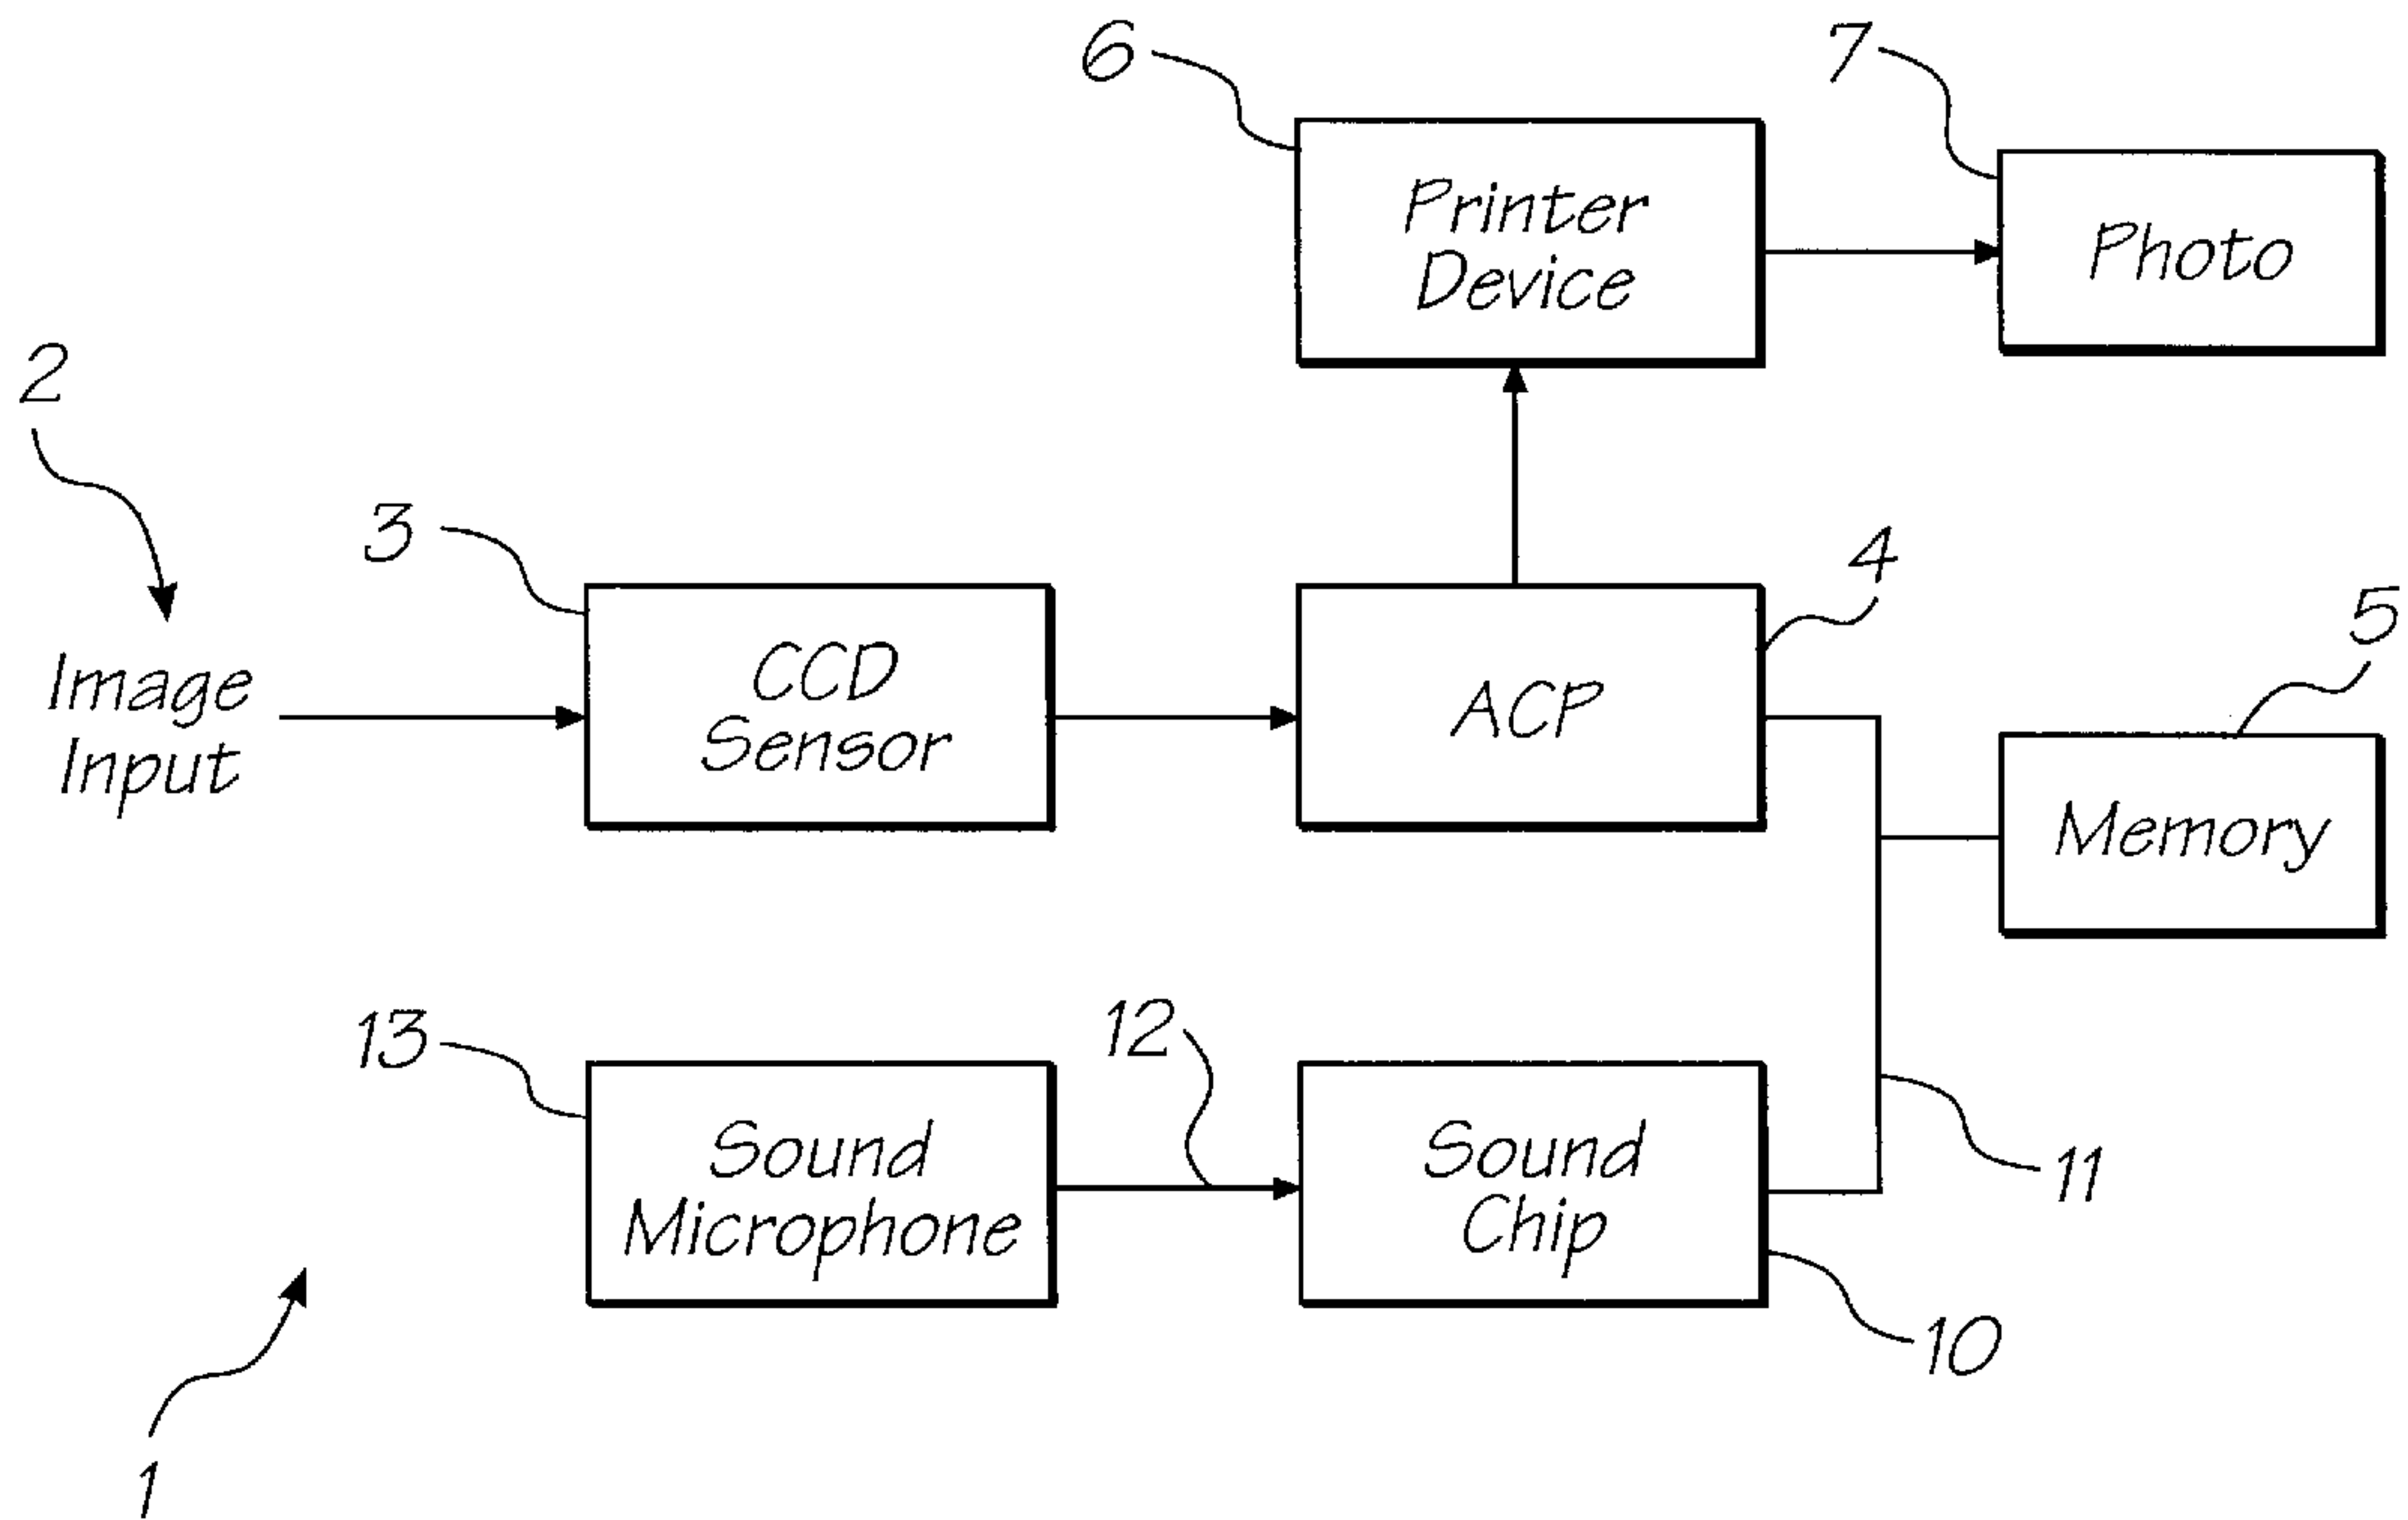 6
7
Printer
Device
Photo
2
3
4
5
Image
Input
CCD
Sensor
ACP
Memory
13
12
11
Sound
Microphone
Sound
Chip
10
1